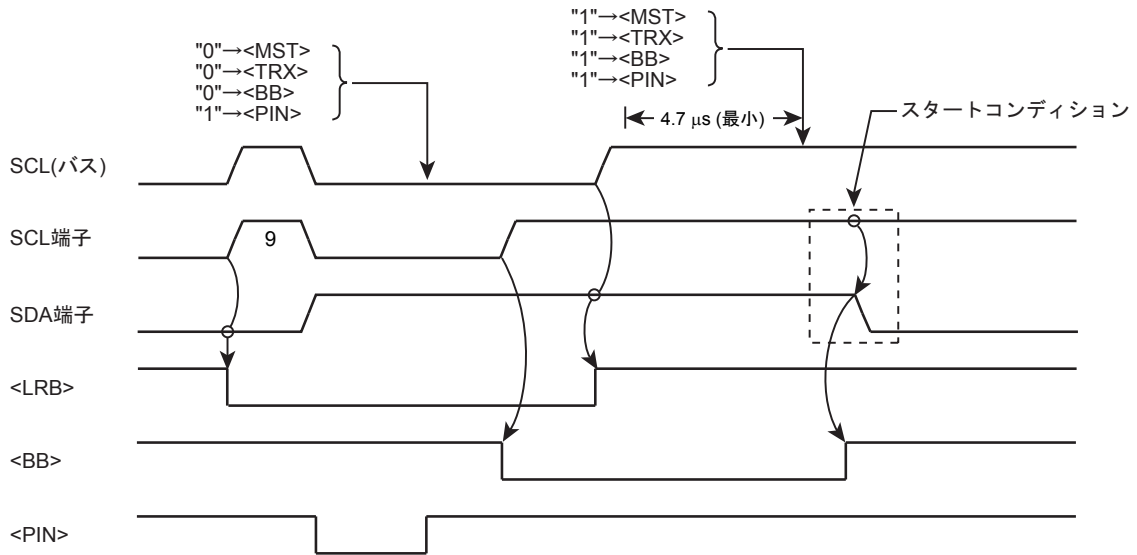 "0"→<MST>
"0"→<TRX>
"0"→<BB>
"1"→<PIN>
"1"→<MST>
"1"→<TRX>
"1"→<BB>
"1"→<PIN>
4.7 μs (最小)
スタートコンディション
SCL(バス)
SCL端子
9
SDA端子
<LRB>
<BB>
<PIN>